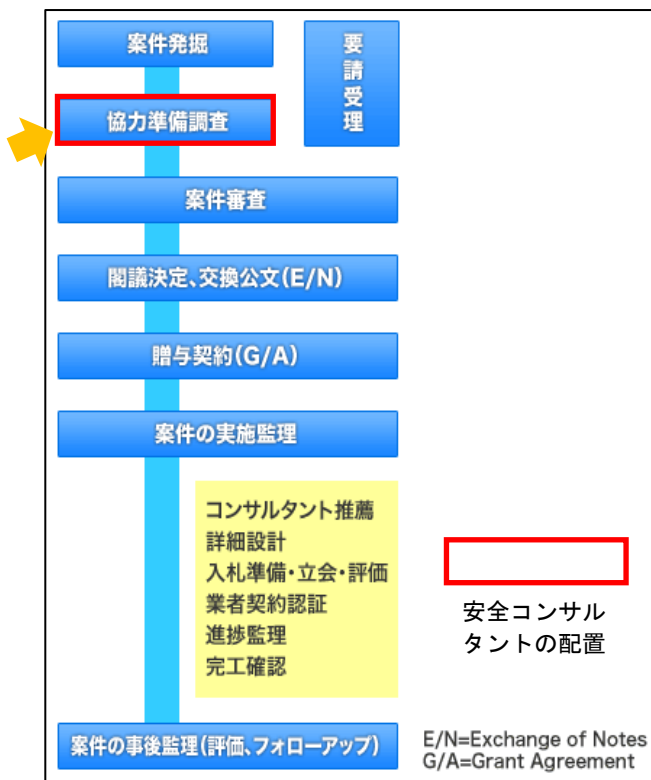 案件発掘
要請受理
協力準備調査
案件審査
閣議決定、交換公文(E/N)
贈与契約(G/A)
案件の実施監理
コンサルタント推薦
詳細設計
入札準備・立会・評価
業者契約認証
進捗監理
完工確認
安全コンサル
タントの配置
案件の事後監理(評価、フォローアップ)
E/N=Exchange of Notes
G/A=Grant Agreement